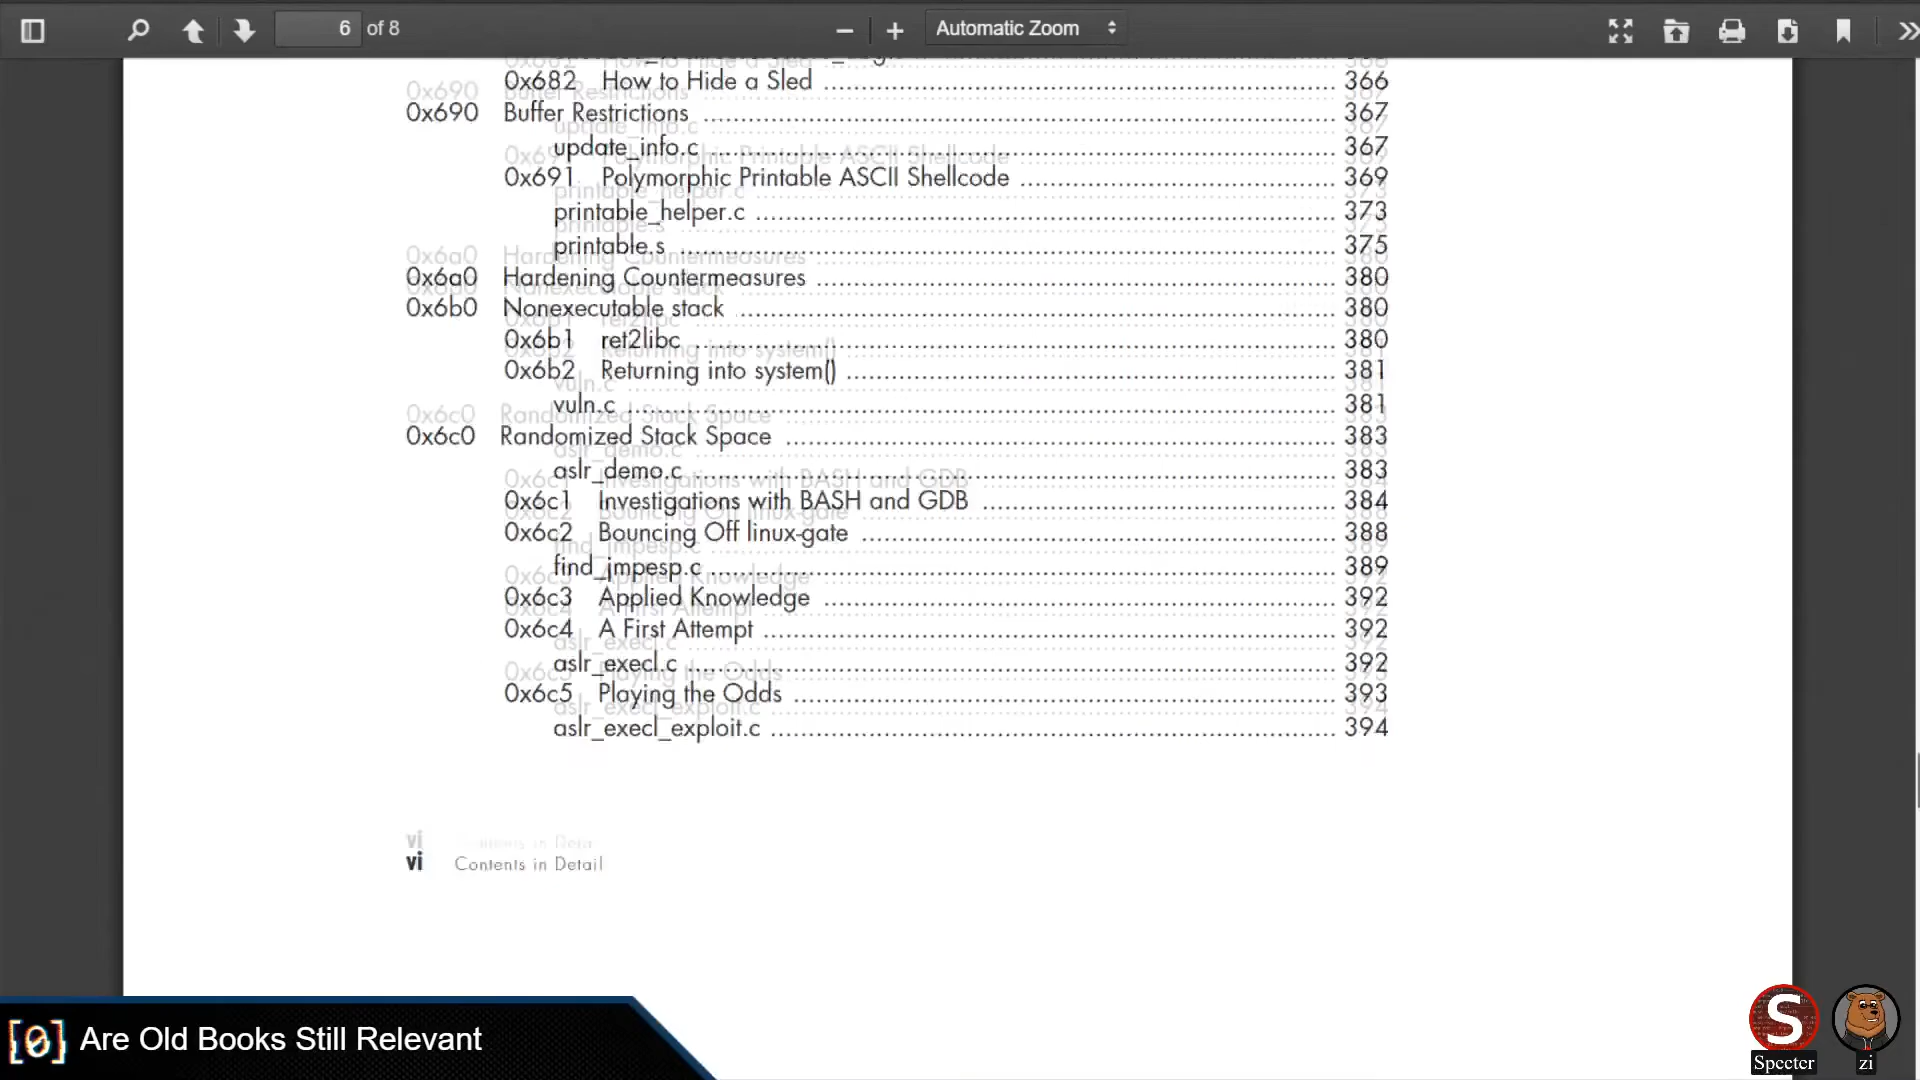 6 of 8
Automatic Zoom
0x682 How to Hide a Sled ........ 366
0x690 Buffer Restrictions ........ 367
update_info.c ........ 367
0x691 Polymorphic Printable ASCII Shellcode ........ 369
printable_helper.c ........ 373
printable.s ........ 375
0x6a0 Hardening Countermeasures ........ 380
0x6b0 Nonexecutable stack ........ 380
0x6b1 ret2libc ........ 380
0x6b2 Returning into system() ........ 381
vuln.c ........ 381
0x6c0 Randomized Stack Space ........ 383
aslr_demo.c ........ 383
0x6c1 Investigations with BASH and GDB ........ 384
0x6c2 Bouncing Off linux-gate ........ 388
find_jmpesp.c ........ 389
0x6c3 Applied Knowledge ........ 392
0x6c4 A First Attempt ........ 392
aslr_execl.c ........ 392
0x6c5 Playing the Odds ........ 393
aslr_execl_exploit.c ........ 394
vi Contents in Detail
[0] Are Old Books Still Relevant
S
Specter
zi